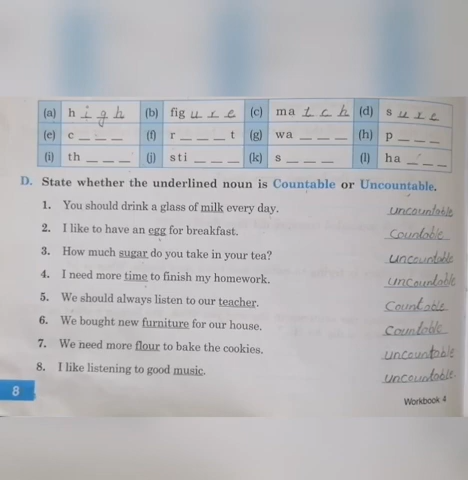 (a) h i g h (b) fig u r e (c) ma t c h (d) s u r e
(e) c _ _ _ (f) r _ _ _ t (g) wa _ _ _ (h) p _ _ _
(i) th _ _ _ (j) sti _ _ _ (k) s _ _ _ (l) ha _ _ _
D. State whether the underlined noun is Countable or Uncountable.
1. You should drink a glass of milk every day. uncountable
2. I like to have an egg for breakfast. Countable
3. How much sugar do you take in your tea? uncountable
4. I need more time to finish my homework. uncountable
5. We should always listen to our teacher. Countable
6. We bought new furniture for our house. Countable
7. We need more flour to bake the cookies. uncountable
8. I like listening to good music. uncountable.
8
Workbook 4